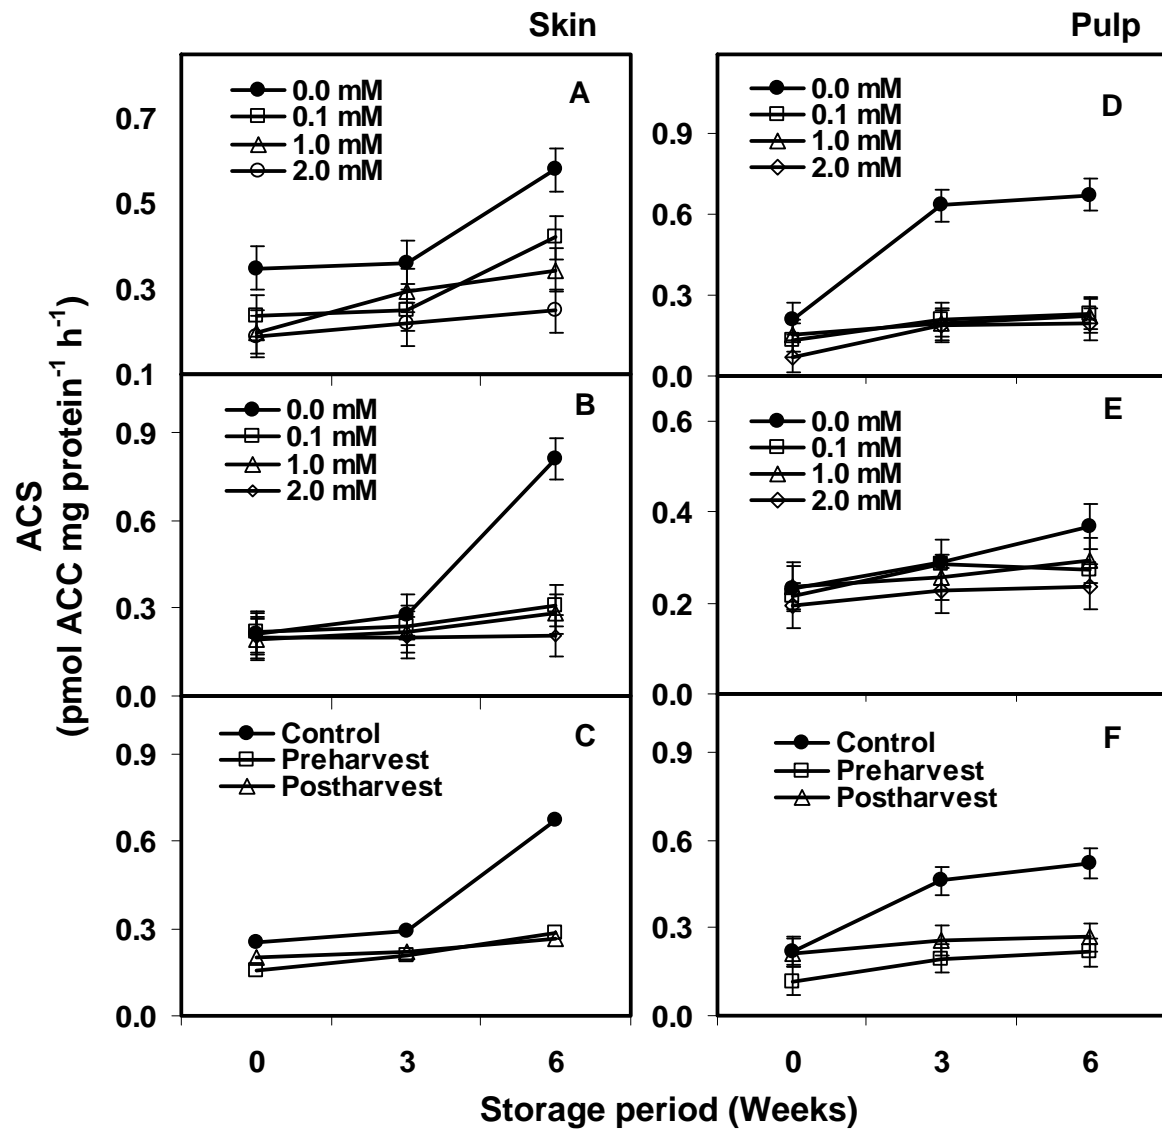 Skin
Pulp
ACS
(pmol ACC mg protein⁻¹ h⁻¹)
A
0.0 mM
0.1 mM
1.0 mM
2.0 mM
0.7
0.5
0.3
0.1
D
0.0 mM
0.1 mM
1.0 mM
2.0 mM
0.9
0.6
0.3
0.0
B
0.0 mM
0.1 mM
1.0 mM
2.0 mM
0.9
0.6
0.3
0.0
E
0.0 mM
0.1 mM
1.0 mM
2.0 mM
0.6
0.4
0.2
0.0
C
Control
Preharvest
Postharvest
0.9
0.6
0.3
0.0
F
Control
Preharvest
Postharvest
0.9
0.6
0.3
0.0
0 3 6
0 3 6
Storage period (Weeks)